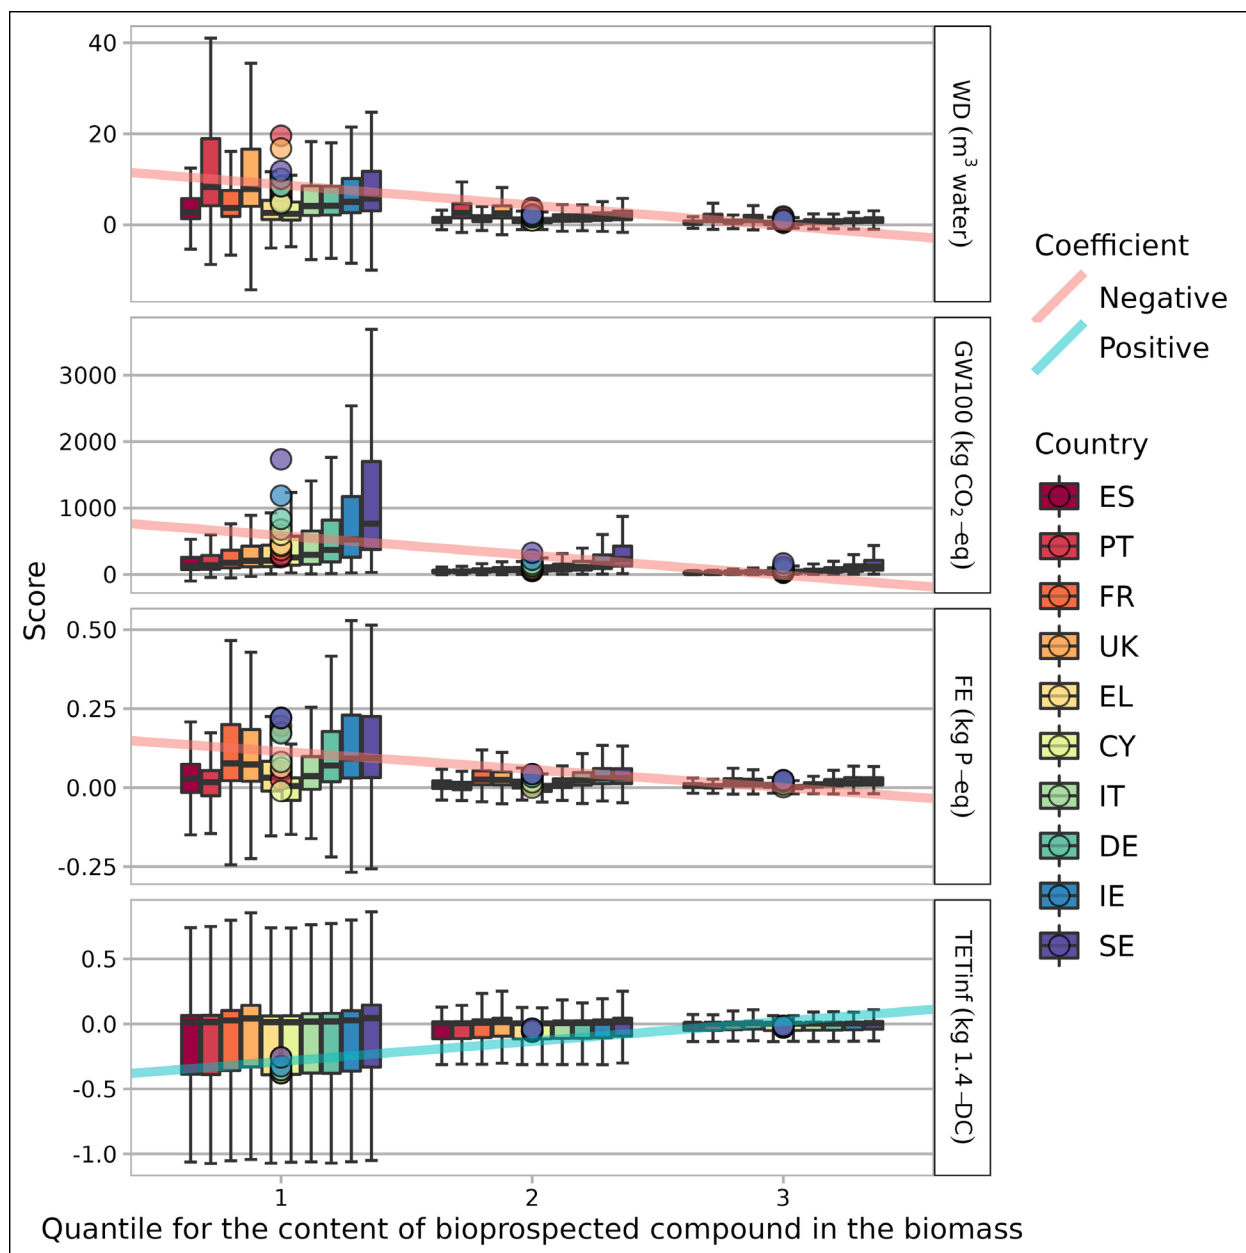 40
20
0
WD (m³ water)
3000
2000
1000
0
GW100 (kg CO₂−eq)
0.50
0.25
0.00
-0.25
FE (kg P−eq)
0.5
0.0
-0.5
-1.0
TETinf (kg 1.4−DC)
Score
1
2
3
Quantile for the content of bioprospected compound in the biomass
Coefficient
Negative
Positive
Country
ES
PT
FR
UK
EL
CY
IT
DE
IE
SE